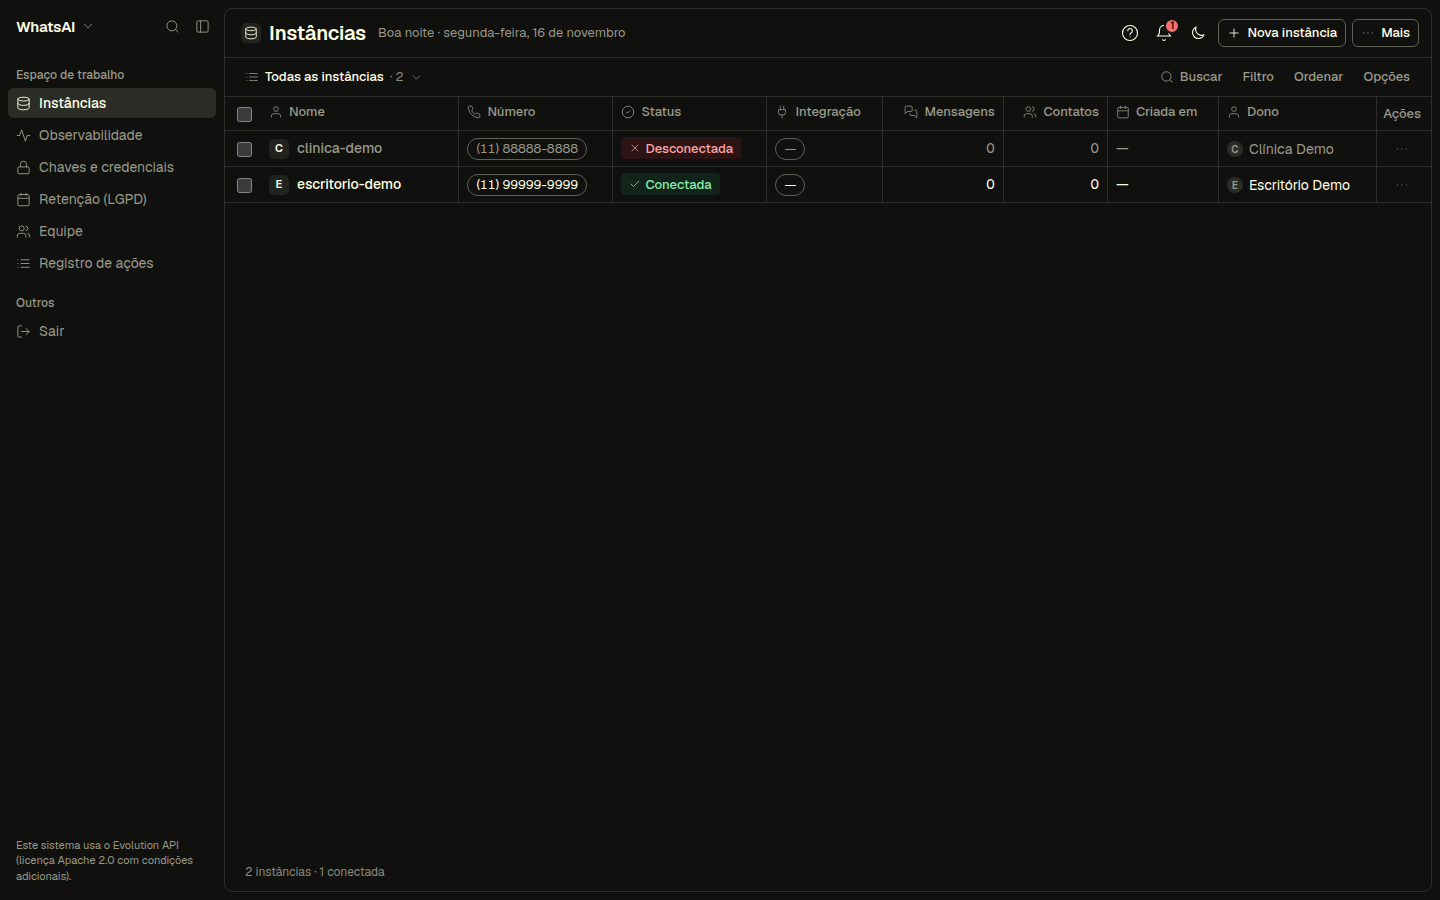 WhatsAI
Espaço de trabalho
Instâncias
Observabilidade
Chaves e credenciais
Retenção (LGPD)
Equipe
Registro de ações
Outros
Sair
Este sistema usa o Evolution API
(licença Apache 2.0 com condições
adicionais).
Instâncias Boa noite · segunda-feira, 16 de novembro 1 Nova instância Mais
Todas as instâncias · 2 Buscar Filtro Ordenar Opções
Nome Número Status Integração Mensagens Contatos Criada em Dono Ações
C clinica-demo (11) 88888-8888 Desconectada — 0 0 — C Clínica Demo ...
E escritorio-demo (11) 99999-9999 Conectada — 0 0 — E Escritório Demo ...
2 instâncias · 1 conectada